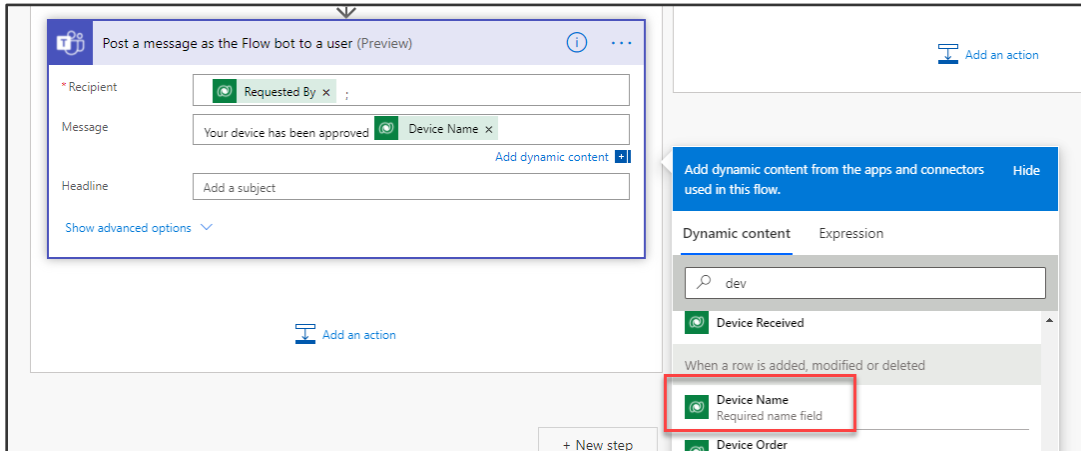 Post a message as the Flow bot to a user (Preview)
* Recipient
Requested By × ;
Message
Your device has been approved Device Name ×
Add dynamic content
Headline
Add a subject
Show advanced options
Add an action
+ New step
Add an action
Add dynamic content from the apps and connectors
used in this flow.
Hide
Dynamic content Expression
dev
Device Received
When a row is added, modified or deleted
Device Name
Required name field
Device Order